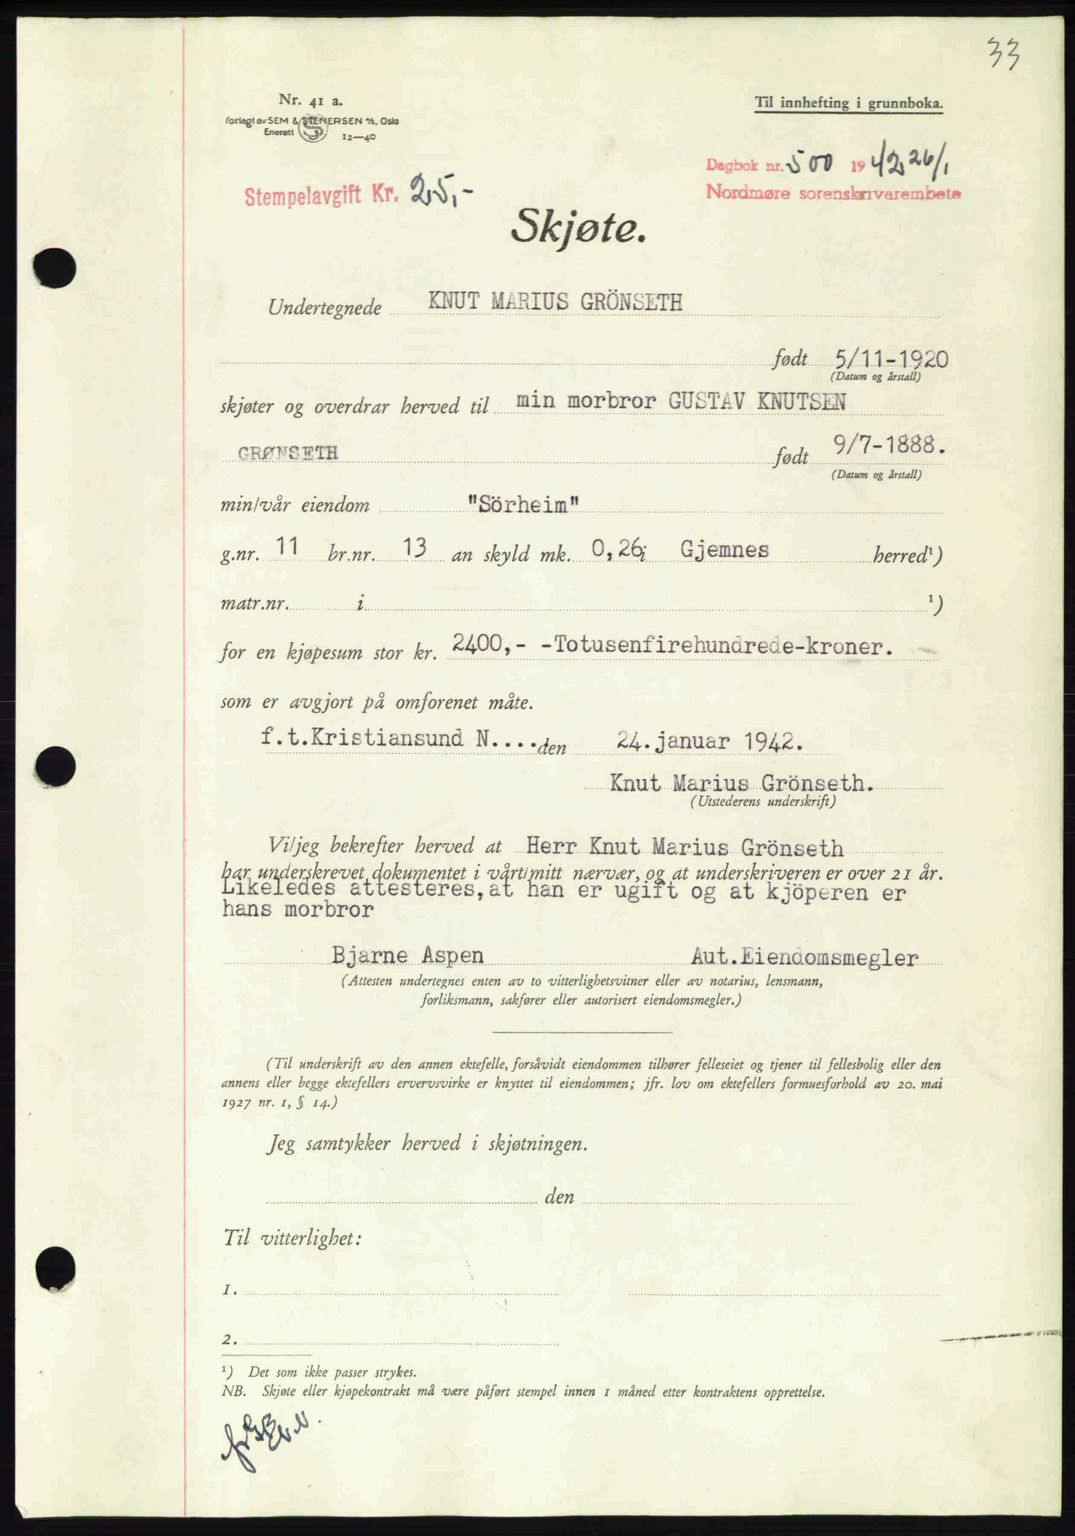 33
Nr. 41 a.
Til innhefting i grunnboka.
forlagt av SEM & STENERSEN A/S, Oslo
Enerett 12—40
Dagbok nr. 500 1942 26/1
Stempelavgift Kr. 25,-
Nordmøre sorenskrivarembete
Skjøte.
Undertegnede KNUT MARIUS GRÖNSETH
født 5/11-1920
(Datum og årstall)
skjøter og overdrar herved til min morbror GUSTAV KNUTSEN
GRØNSETH født 9/7-1888.
(Datum og årstall)
min/vår eiendom "Sörheim"
g.nr. 11 br.nr. 13 an skyld mk. 0,26 i Gjemnes herred¹)
matr.nr. i ¹)
for en kjøpesum stor kr. 2400,- -Totusenfirehundrede-kroner.
som er avgjort på omforenet måte.
f.t.Kristiansund N....den 24.januar 1942.
Knut Marius Grönseth.
(Utstederens underskrift)
Vi/jeg bekrefter herved at Herr Knut Marius Grönseth
har underskrevet dokumentet i vårt/mitt nærvær, og at underskriveren er over 21 år.
Likeledes attesteres, at han er ugift og at kjöperen er
hans morbror
Bjarne Aspen Aut.Eiendomsmegler
(Attesten undertegnes enten av to vitterlighetsvitner eller av notarius, lensmann,
forliksmann, sakfører eller autorisert eiendomsmegler.)
(Til underskrift av den annen ektefelle, forsåvidt eiendommen tilhører felleseiet og tjener til fellesbolig eller den
annens eller begge ektefellers ervervsvirke er knyttet til eiendommen; jfr. lov om ektefellers formuesforhold av 20. mai
1927 nr. 1, § 14.)
Jeg samtykker herved i skjøtningen.
den
Til vitterlighet:
1.
2.
¹) Det som ikke passer strykes.
NB. Skjøte eller kjøpekontrakt må være påført stempel innen 1 måned etter kontraktens opprettelse.